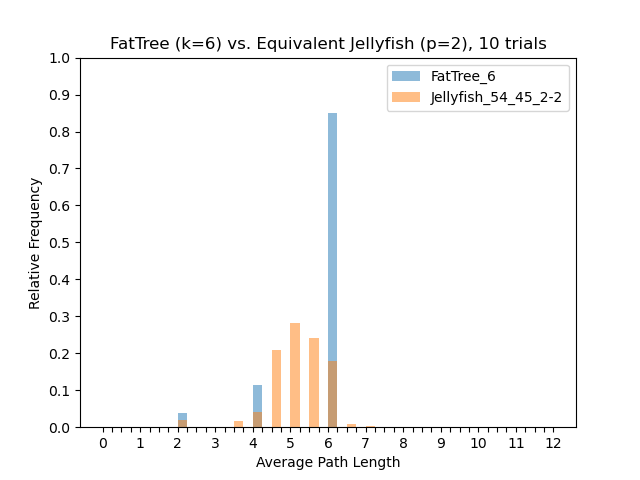 FatTree (k=6) vs. Equivalent Jellyfish (p=2), 10 trials
FatTree_6
Jellyfish_54_45_2-2
Relative Frequency
1.0
0.9
0.8
0.7
0.6
0.5
0.4
0.3
0.2
0.1
0.0
0 1 2 3 4 5 6 7 8 9 10 11 12
Average Path Length